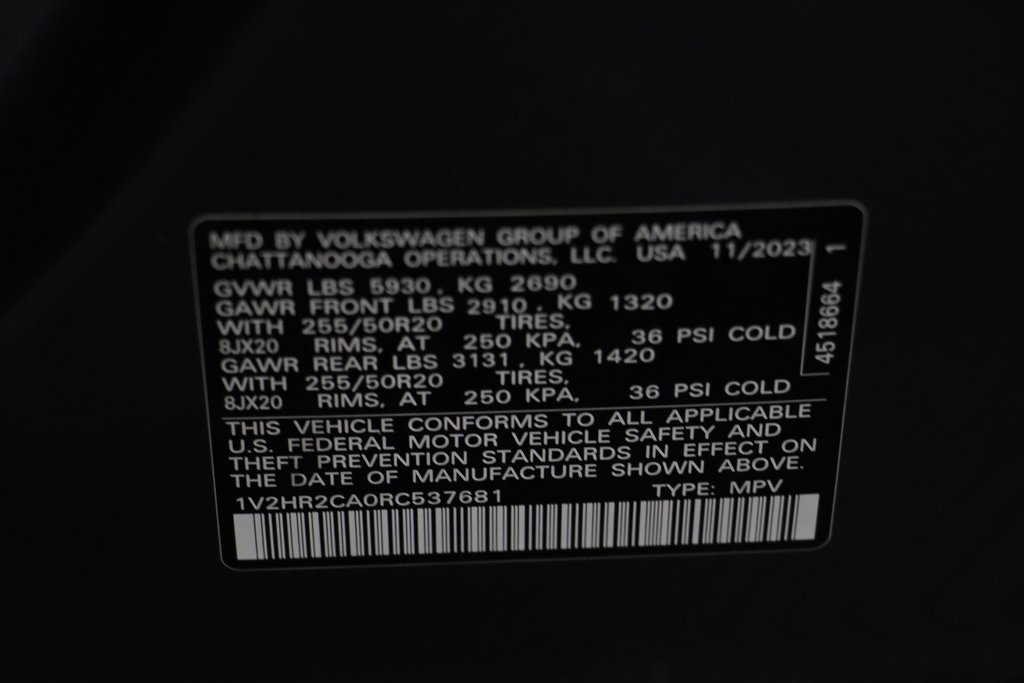 MFD BY VOLKSWAGEN GROUP OF AMERICA
CHATTANOOGA OPERATIONS, LLC. USA 11/2023
GVWR LBS 5930, KG 2690
GAWR FRONT LBS 2910, KG 1320
WITH 255/50R20 TIRES,
8JX20 RIMS, AT 250 KPA, 36 PSI COLD
GAWR REAR LBS 3131, KG 1420
WITH 255/50R20 TIRES,
8JX20 RIMS, AT 250 KPA, 36 PSI COLD
4518664 1
THIS VEHICLE CONFORMS TO ALL APPLICABLE
U.S. FEDERAL MOTOR VEHICLE SAFETY AND
THEFT PREVENTION STANDARDS IN EFFECT ON
THE DATE OF MANUFACTURE SHOWN ABOVE.
1V2HR2CA0RC537681 TYPE: MPV